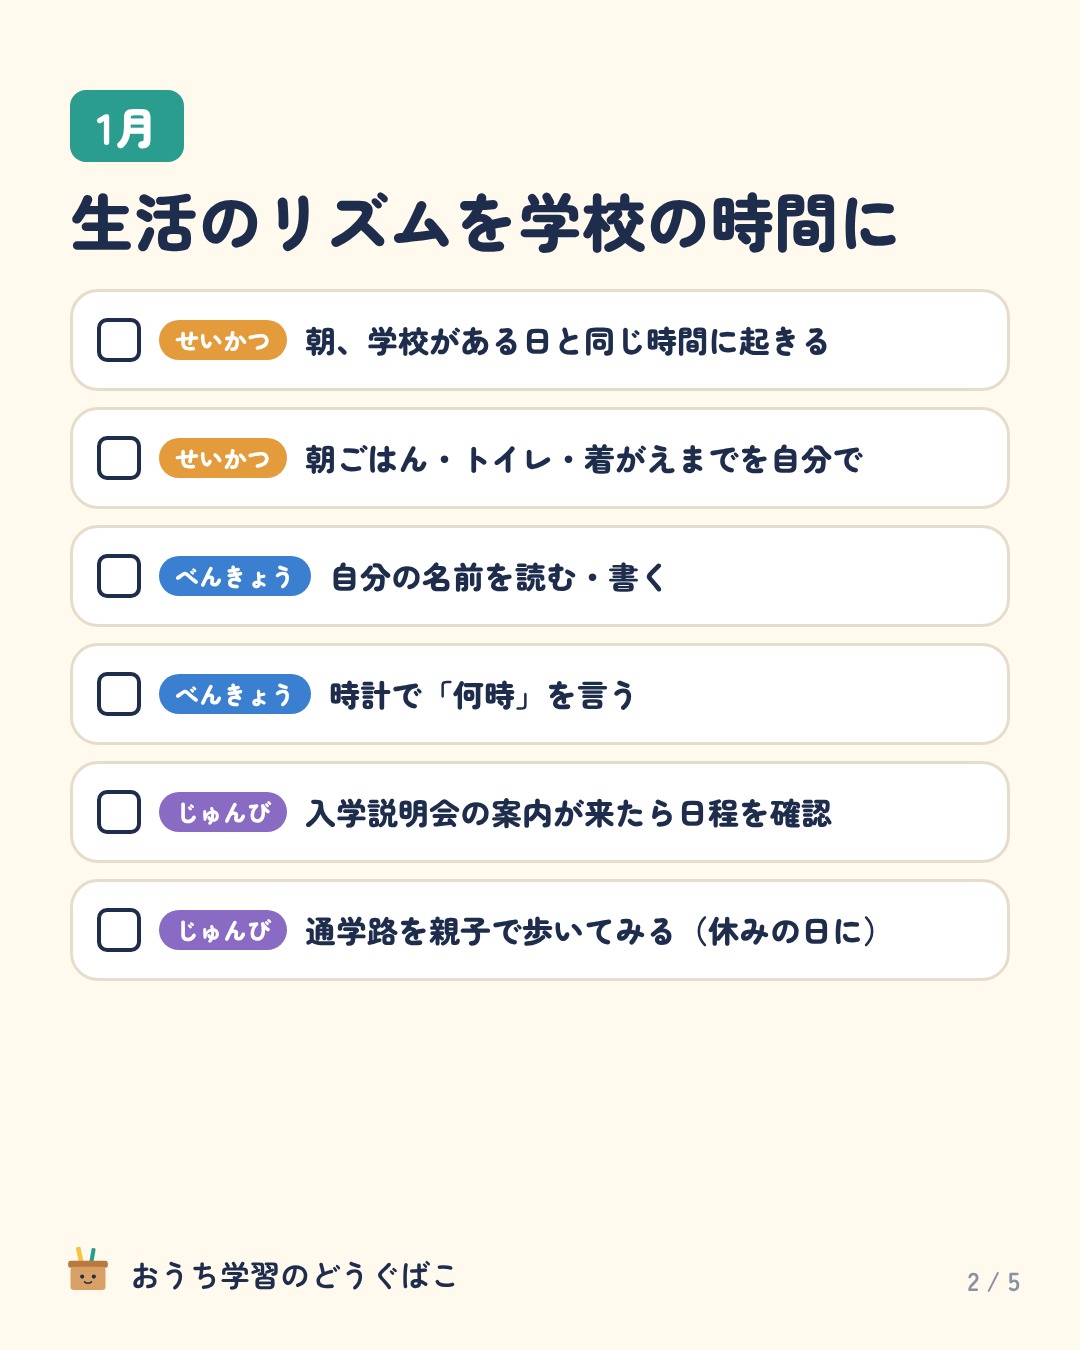 1月
生活のリズムを学校の時間に
せいかつ 朝、学校がある日と同じ時間に起きる
せいかつ 朝ごはん・トイレ・着がえまでを自分で
べんきょう 自分の名前を読む・書く
べんきょう 時計で「何時」を言う
じゅんび 入学説明会の案内が来たら日程を確認
じゅんび 通学路を親子で歩いてみる（休みの日に）
おうち学習のどうぐばこ
2 / 5